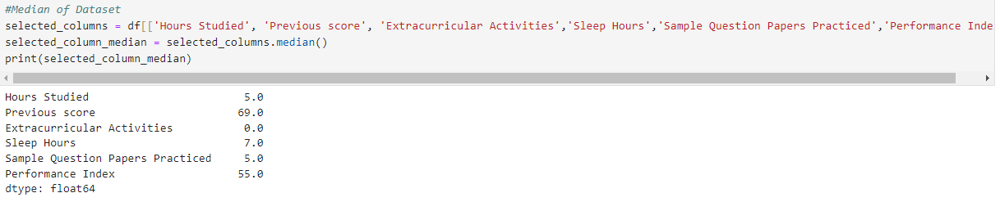 #Median of Dataset
selected_columns = df[['Hours Studied', 'Previous score', 'Extracurricular Activities','Sleep Hours','Sample Question Papers Practiced','Performance Inde
selected_column_median = selected_columns.median()
print(selected_column_median)
Hours Studied 5.0
Previous score 69.0
Extracurricular Activities 0.0
Sleep Hours 7.0
Sample Question Papers Practiced 5.0
Performance Index 55.0
dtype: float64